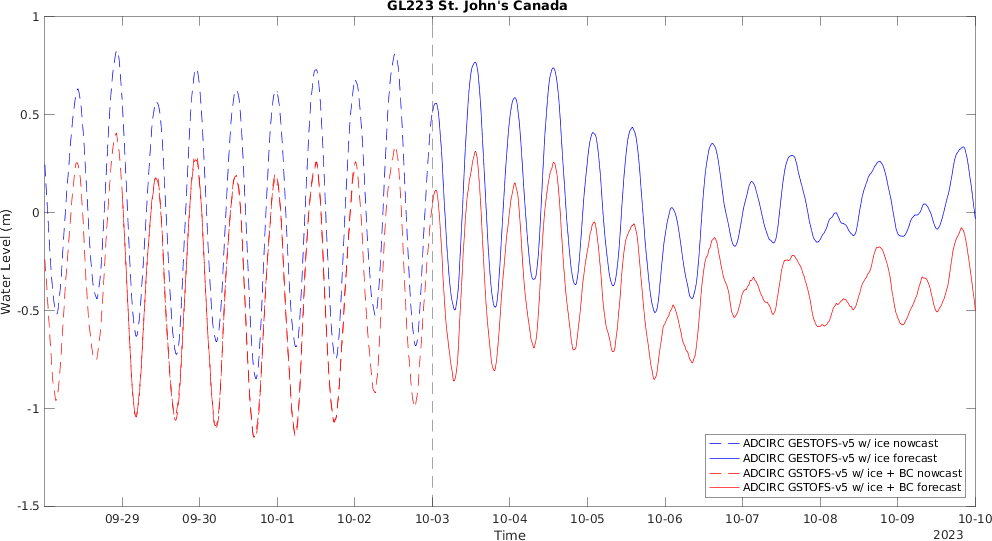 GL223 St. John's Canada
1
0.5
0
-0.5
-1
-1.5
Water Level (m)
ADCIRC GESTOFS-v5 w/ ice nowcast
ADCIRC GESTOFS-v5 w/ ice forecast
ADCIRC GSTOFS-v5 w/ ice + BC nowcast
ADCIRC GSTOFS-v5 w/ ice + BC forecast
09-29 09-30 10-01 10-02 10-03 10-04 10-05 10-06 10-07 10-08 10-09 10-10
Time
2023